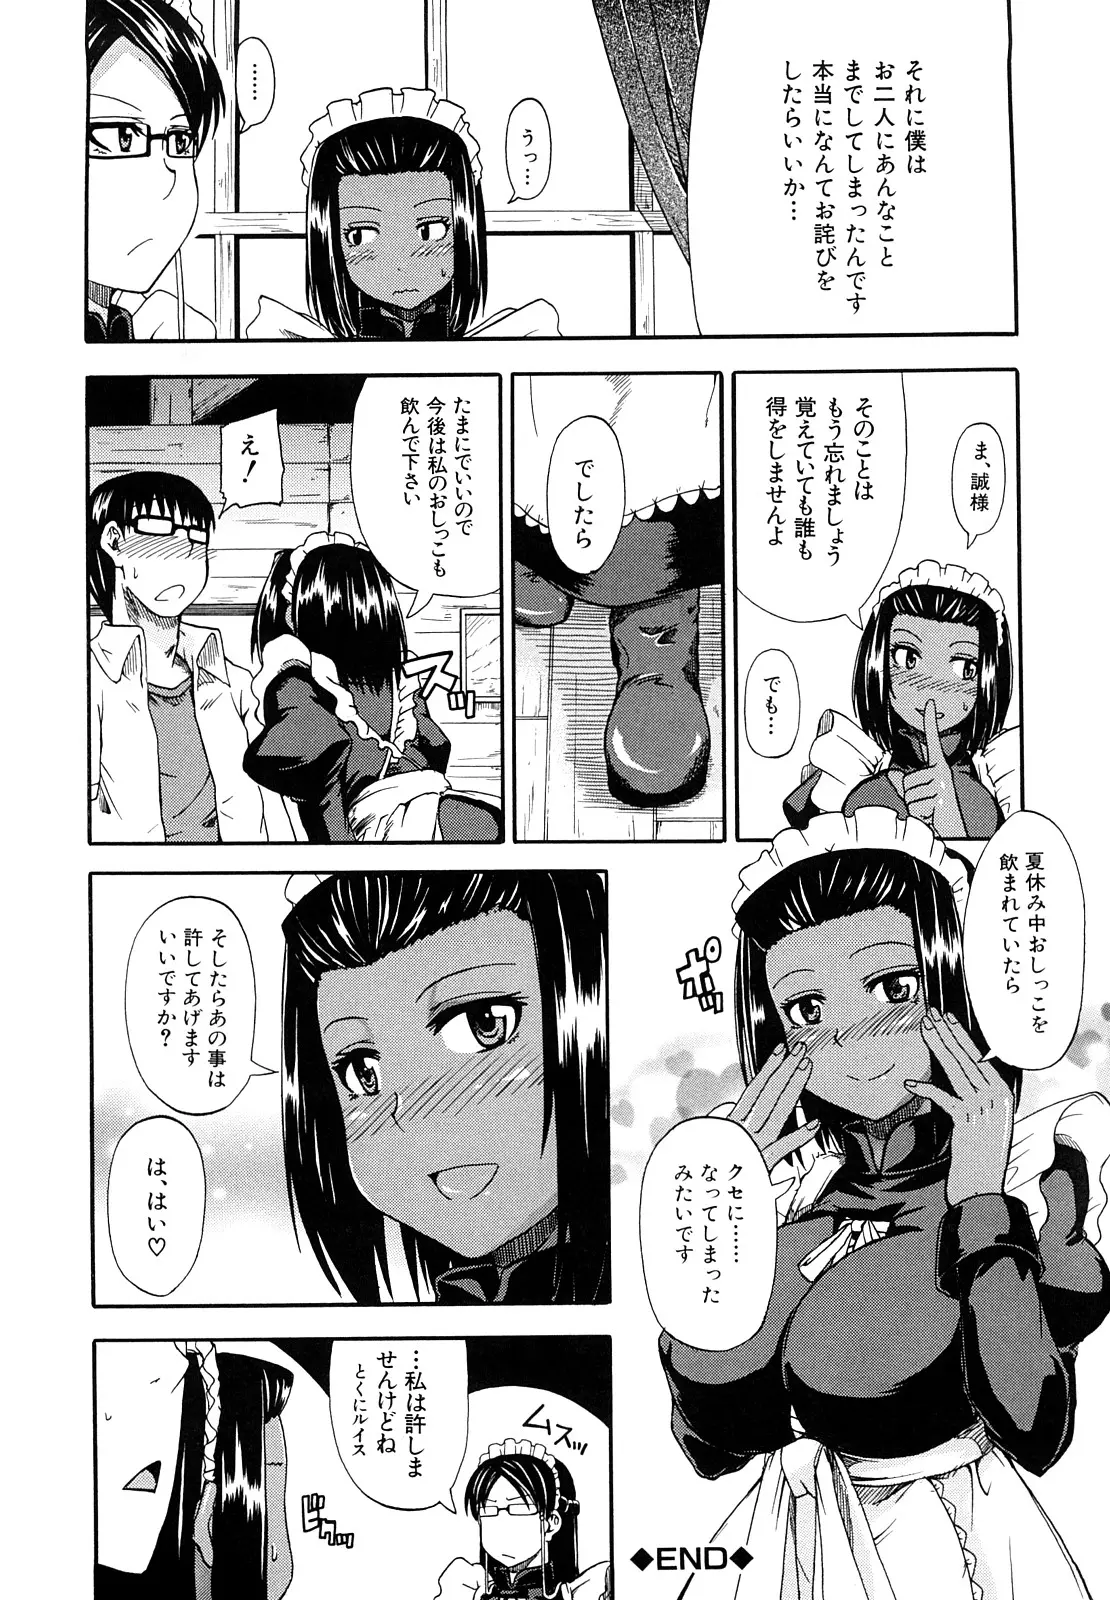 それに僕は
お二人にあんなこと
までしてしまったんです
本当になんてお詫びを
したらいいか…
うっ…
……
ま、誠様
そのことは
もう忘れましょう
覚えていても誰も
得をしませんよ
でも…
でしたら
たまにでいいので
今後は私のおしっこも
飲んで下さい
え!
スッ
夏休み中おしっこを
飲まれていたら
ポッ
クセに……
なってしまった
みたいです
そしたらあの事は
許してあげます
いいですか?
は、はい♡
…私は許しま
せんけどね
とくにルイス
ムスッ
ビクッ
◆END◆